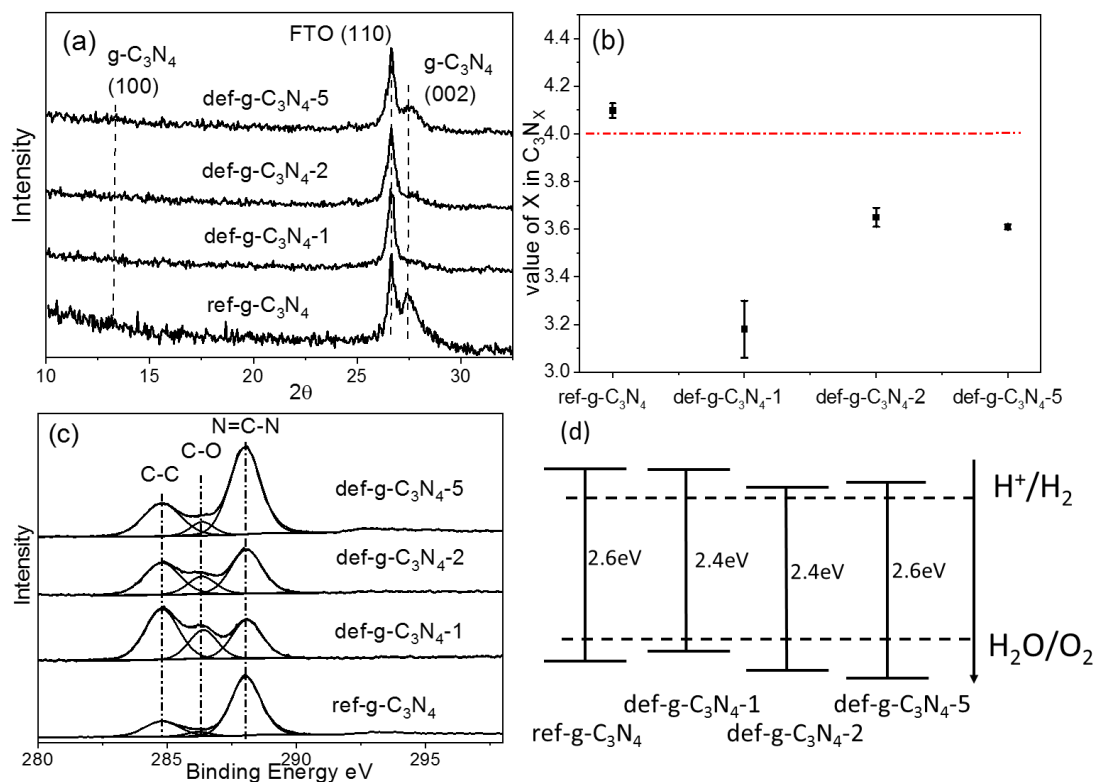 (a)
FTO (110)
g-C₃N₄
(100)
g-C₃N₄
(002)
def-g-C₃N₄-5
def-g-C₃N₄-2
def-g-C₃N₄-1
ref-g-C₃N₄
Intensity
10 15 20 25 30
2θ
(b)
value of X in C₃Nₓ
4.4
4.2
4.0
3.8
3.6
3.4
3.2
3.0
ref-g-C₃N₄ def-g-C₃N₄-1 def-g-C₃N₄-2 def-g-C₃N₄-5
(c)
N=C-N
C-O
C-C
def-g-C₃N₄-5
def-g-C₃N₄-2
def-g-C₃N₄-1
ref-g-C₃N₄
Intensity
280 285 290 295
Binding Energy eV
(d)
H⁺/H₂
2.6eV 2.4eV 2.4eV 2.6eV
H₂O/O₂
ref-g-C₃N₄ def-g-C₃N₄-1 def-g-C₃N₄-2 def-g-C₃N₄-5